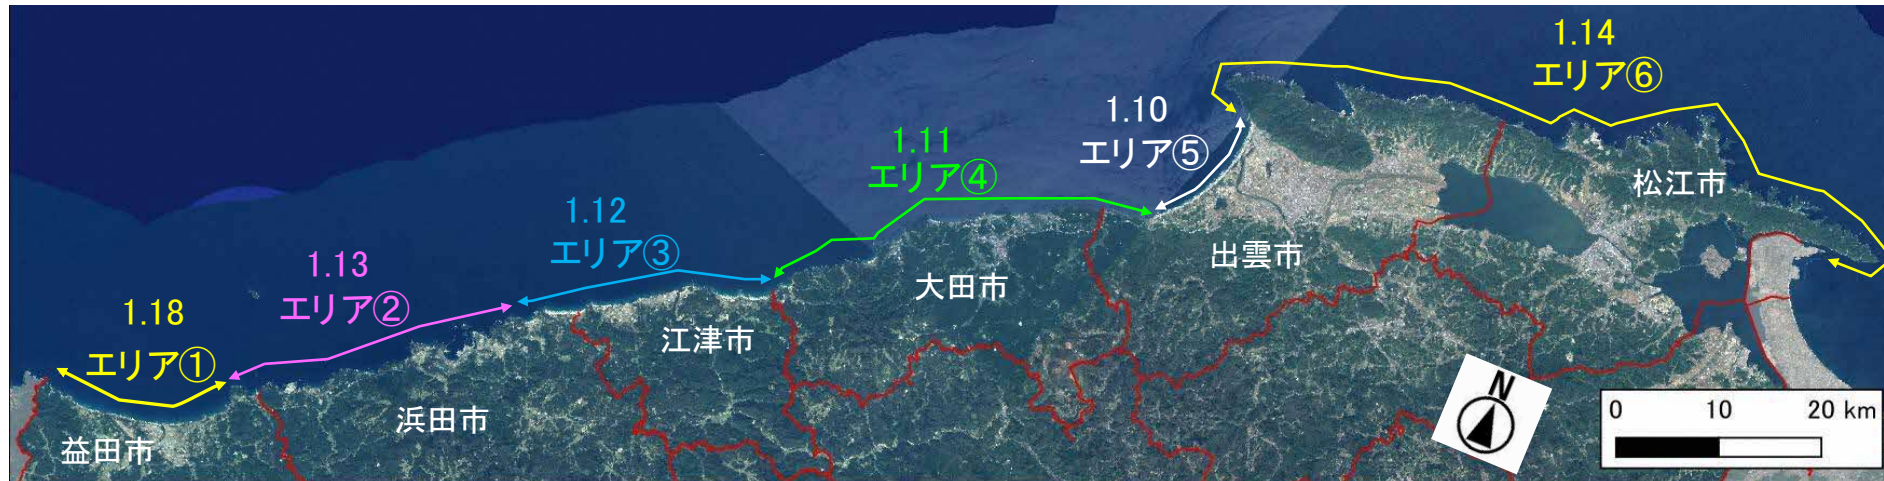 1.14
エリア⑥
1.10
エリア⑤
1.11
エリア④
松江市
1.12
エリア③
出雲市
1.13
エリア②
大田市
1.18
エリア①
江津市
浜田市
益田市
N
0 10 20 km